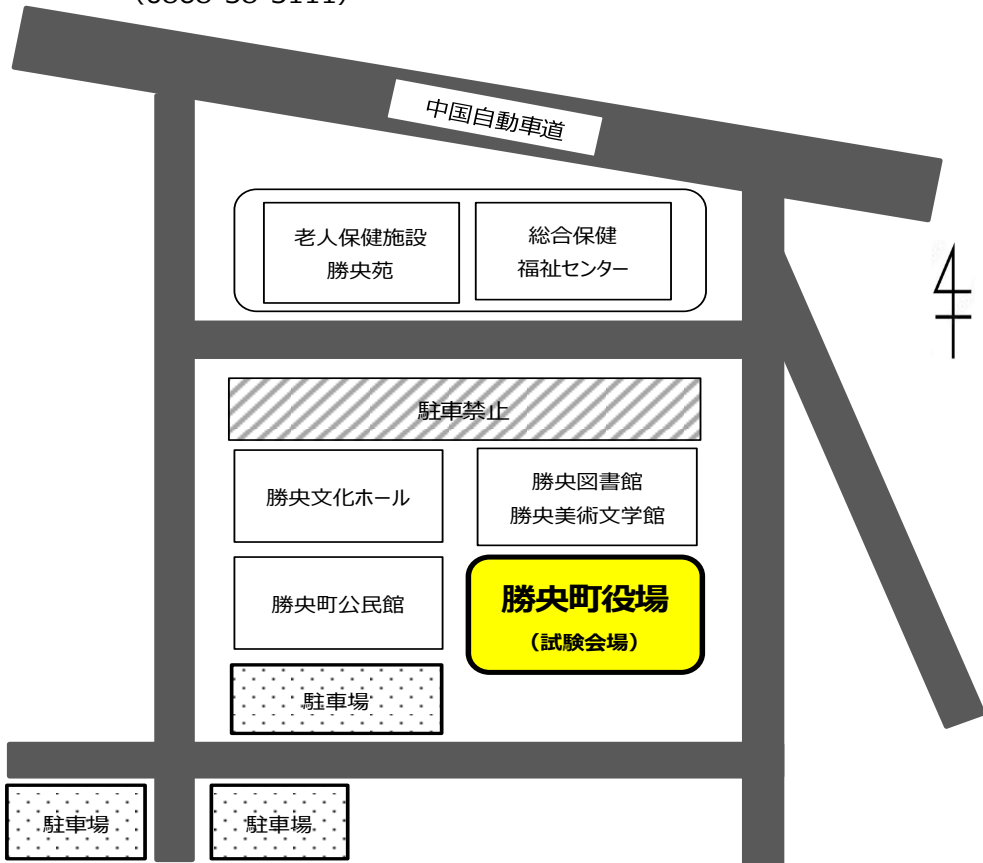 中国自動車道
老人保健施設
勝央苑
総合保健
福祉センター
駐車禁止
勝央文化ホール
勝央図書館
勝央美術文学館
勝央町公民館
勝央町役場
（試験会場）
駐車場
駐車場
駐車場